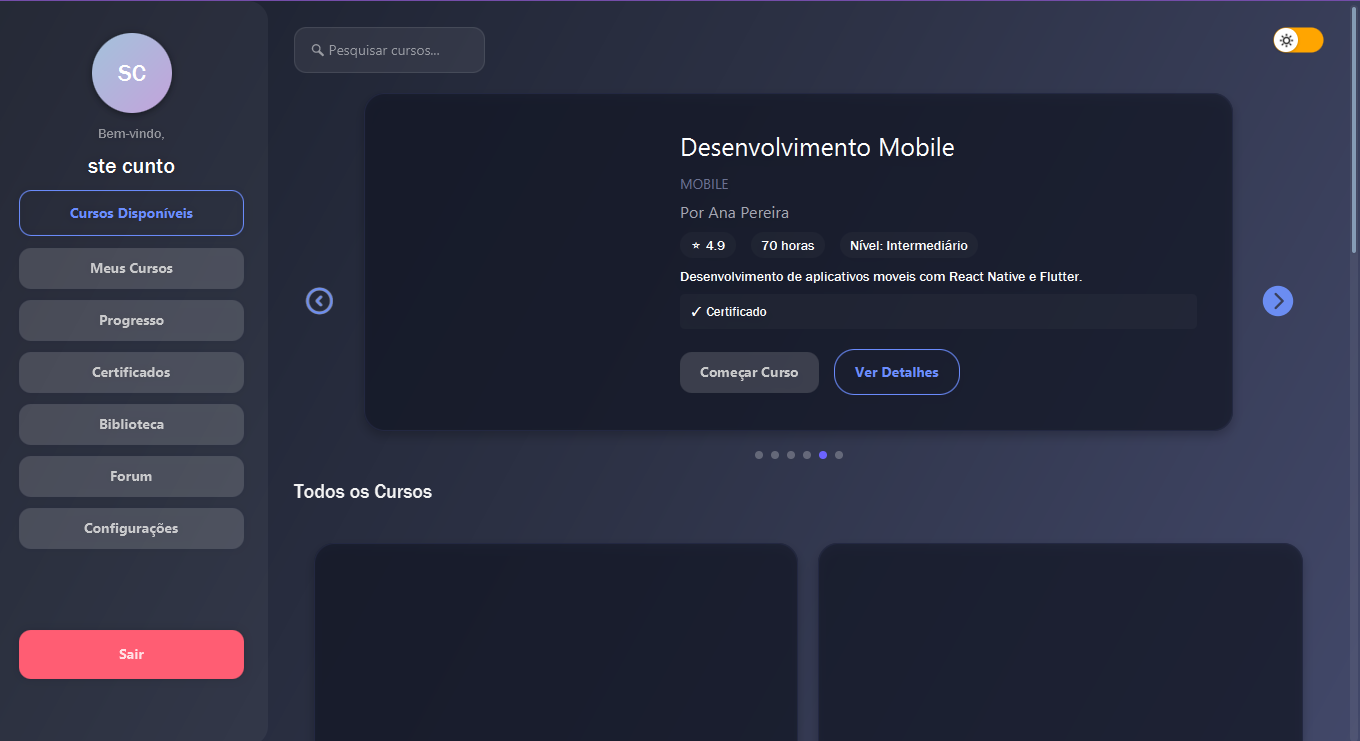 SC
Bem-vindo,
ste cunto
Cursos Disponíveis
Meus Cursos
Progresso
Certificados
Biblioteca
Forum
Configurações
Sair
Pesquisar cursos...
Desenvolvimento Mobile
MOBILE
Por Ana Pereira
⭐ 4.9 70 horas Nível: Intermediário
Desenvolvimento de aplicativos moveis com React Native e Flutter.
✓ Certificado
Começar Curso Ver Detalhes
Todos os Cursos